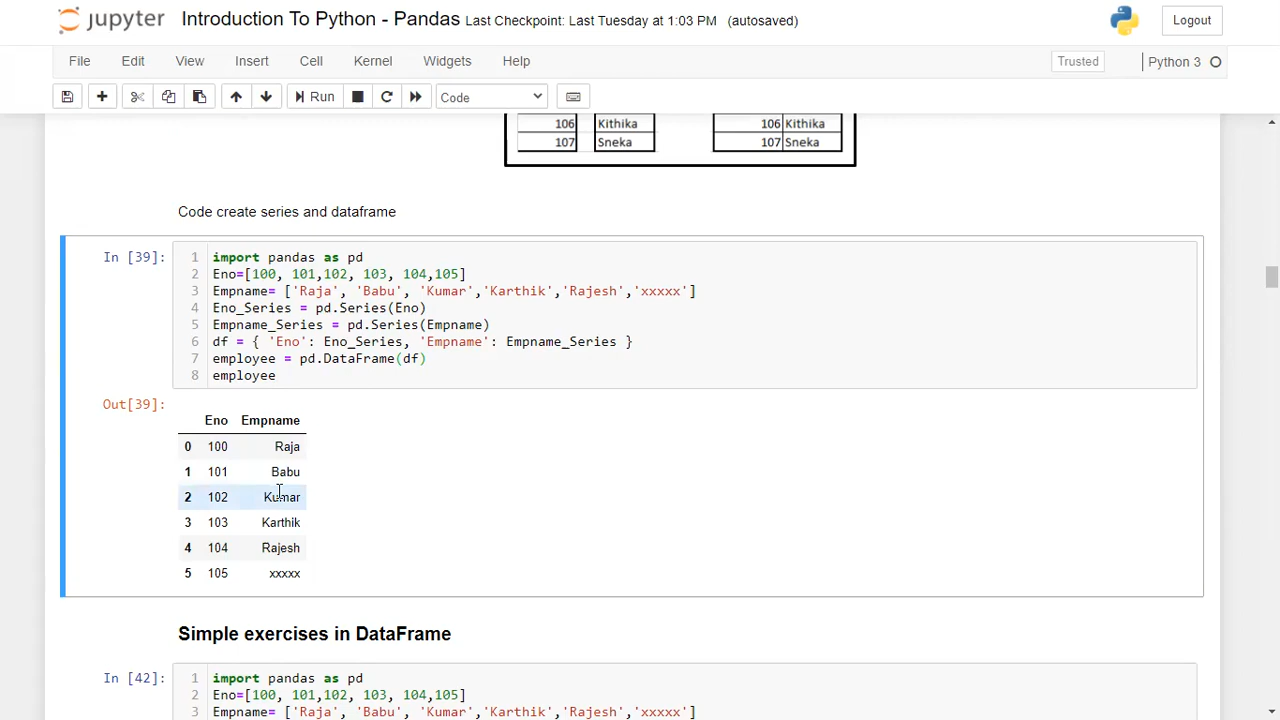 jupyter Introduction To Python - Pandas Last Checkpoint: Last Tuesday at 1:03 PM (autosaved) Logout
File Edit View Insert Cell Kernel Widgets Help Trusted Python 3
Run Code
106 Kithika 106 Kithika
107 Sneka 107 Sneka
Code create series and dataframe
In [39]: 1 import pandas as pd
2 Eno=[100, 101,102, 103, 104,105]
3 Empname= ['Raja', 'Babu', 'Kumar','Karthik','Rajesh','xxxxx']
4 Eno_Series = pd.Series(Eno)
5 Empname_Series = pd.Series(Empname)
6 df = { 'Eno': Eno_Series, 'Empname': Empname_Series }
7 employee = pd.DataFrame(df)
8 employee
Out[39]:
Eno Empname
0 100 Raja
1 101 Babu
2 102 Kumar
3 103 Karthik
4 104 Rajesh
5 105 xxxxx
Simple exercises in DataFrame
In [42]: 1 import pandas as pd
2 Eno=[100, 101,102, 103, 104,105]
3 Empname= ['Raja', 'Babu', 'Kumar','Karthik','Rajesh','xxxxx']